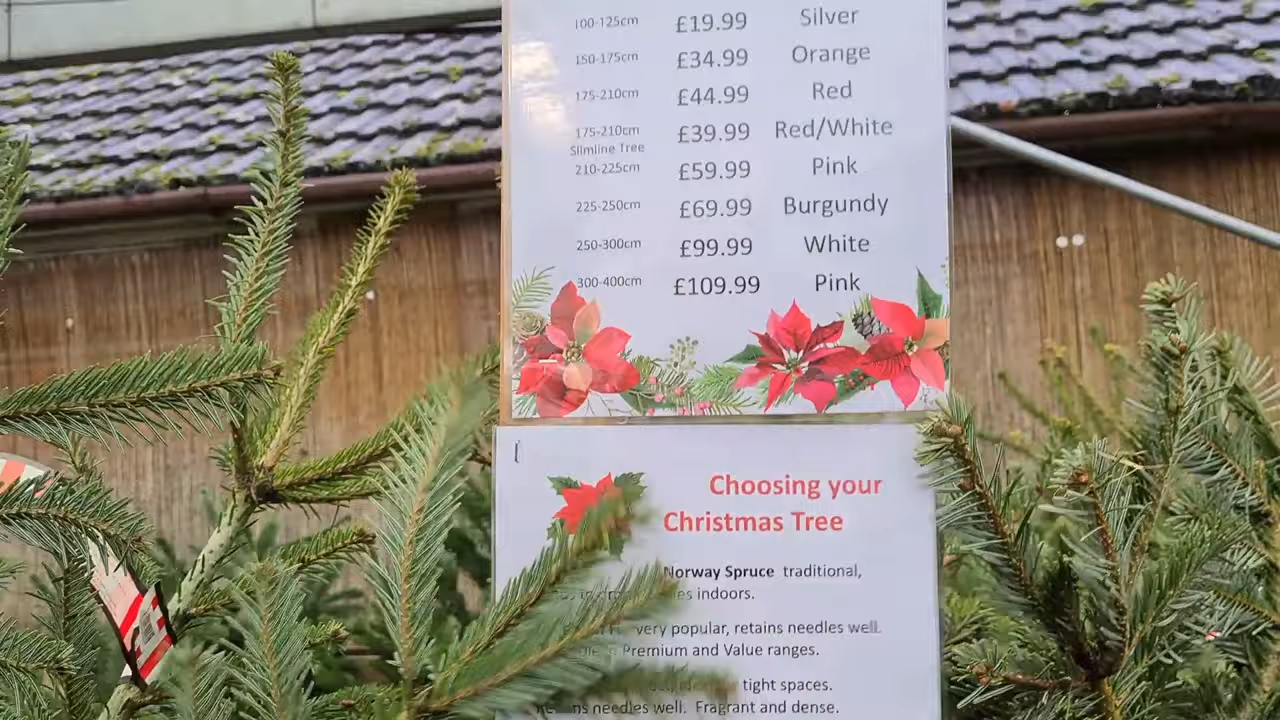 100-125cm £19.99 Silver
150-175cm £34.99 Orange
175-210cm £44.99 Red
175-210cm £39.99 Red/White
Slimline Tree
210-225cm £59.99 Pink
225-250cm £69.99 Burgundy
250-300cm £99.99 White
300-400cm £109.99 Pink
Choosing your
Christmas Tree
Norway Spruce traditional,
indoors.
very popular, retains needles well.
Premium and Value ranges.
tight spaces.
needles well. Fragrant and dense.